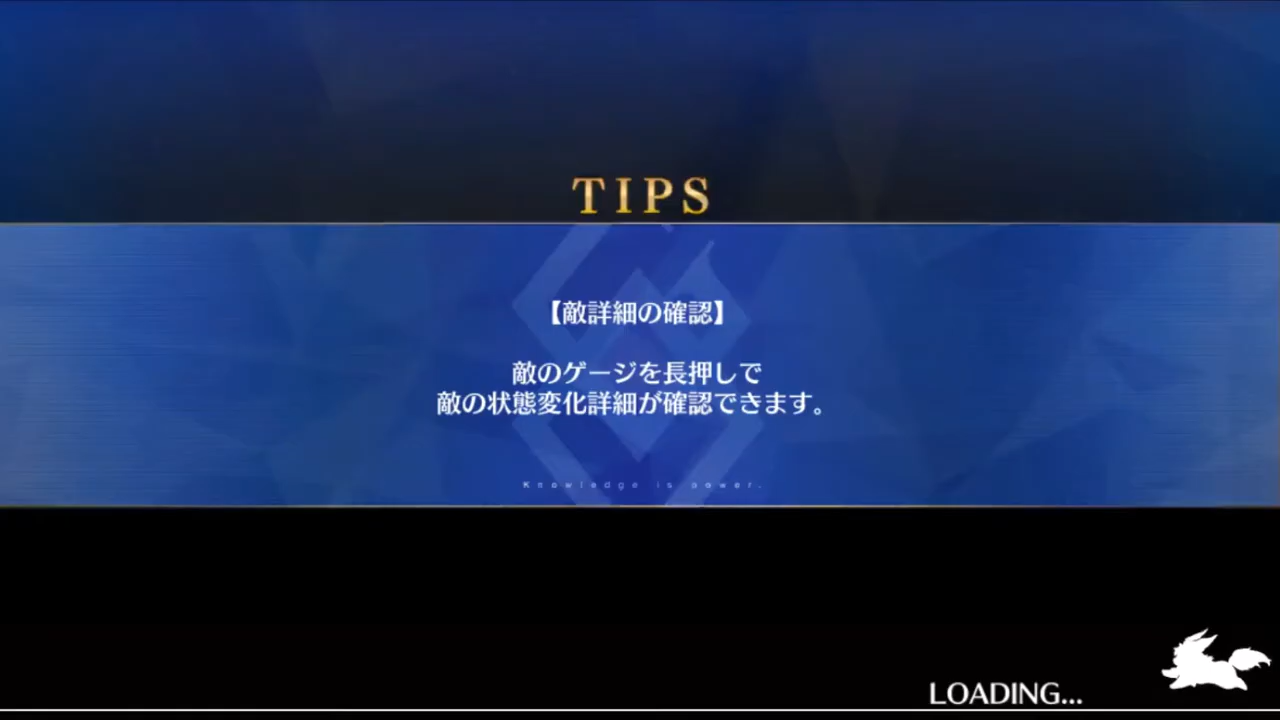 TIPS
【敵詳細の確認】
敵のゲージを長押しで
敵の状態変化詳細が確認できます。
Knowledge is power.
LOADING...